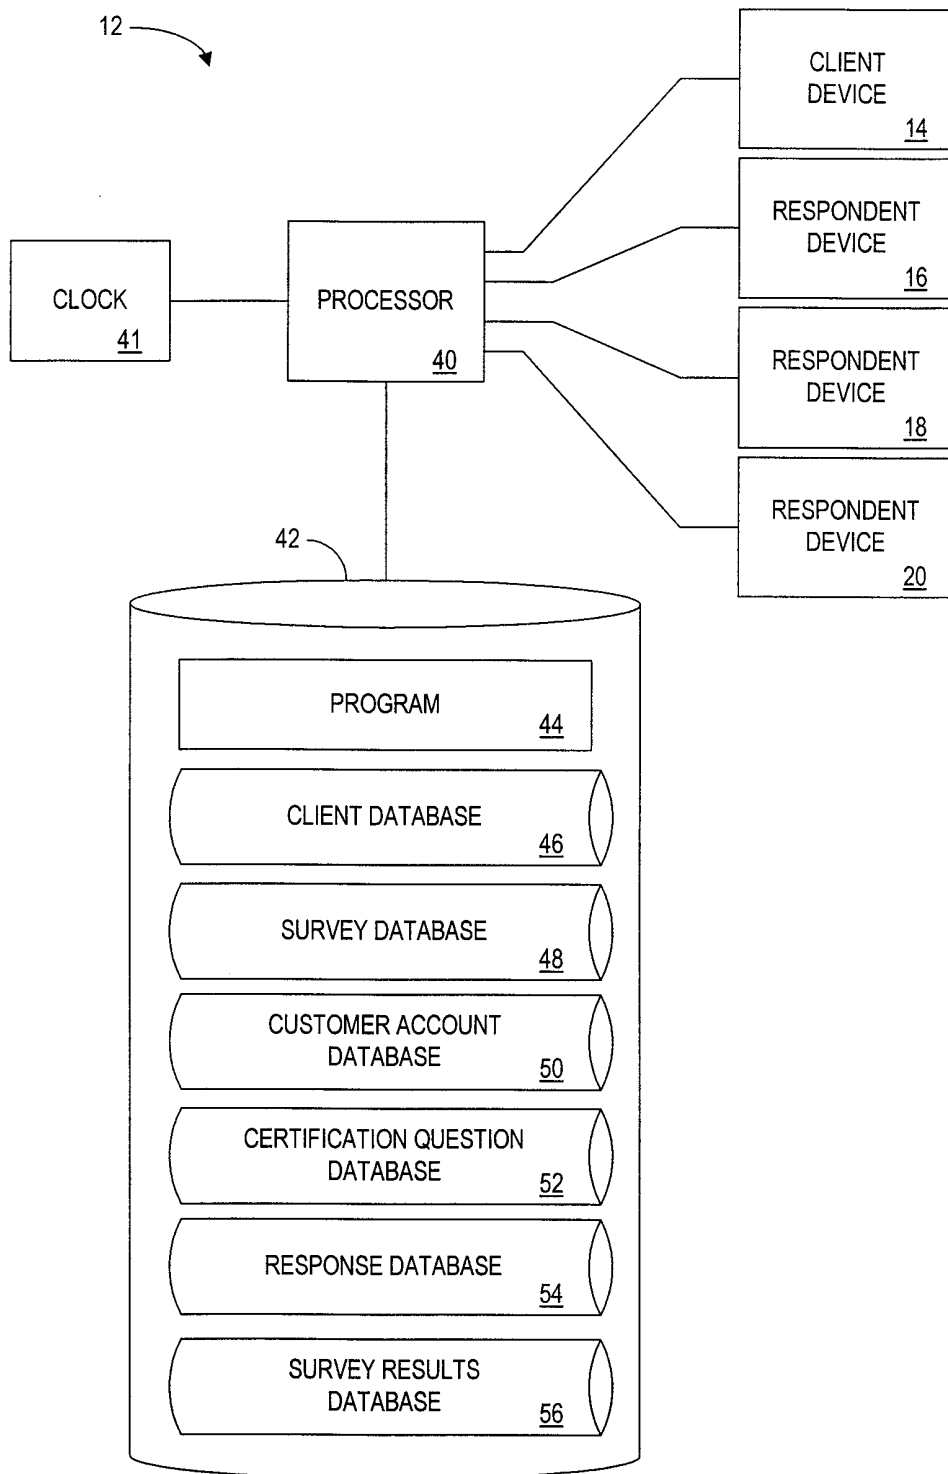 12
CLIENT
DEVICE
14
RESPONDENT
DEVICE
16
CLOCK
41
PROCESSOR
40
RESPONDENT
DEVICE
18
RESPONDENT
DEVICE
20
42
PROGRAM
44
CLIENT DATABASE
46
SURVEY DATABASE
48
CUSTOMER ACCOUNT
DATABASE
50
CERTIFICATION QUESTION
DATABASE
52
RESPONSE DATABASE
54
SURVEY RESULTS
DATABASE
56